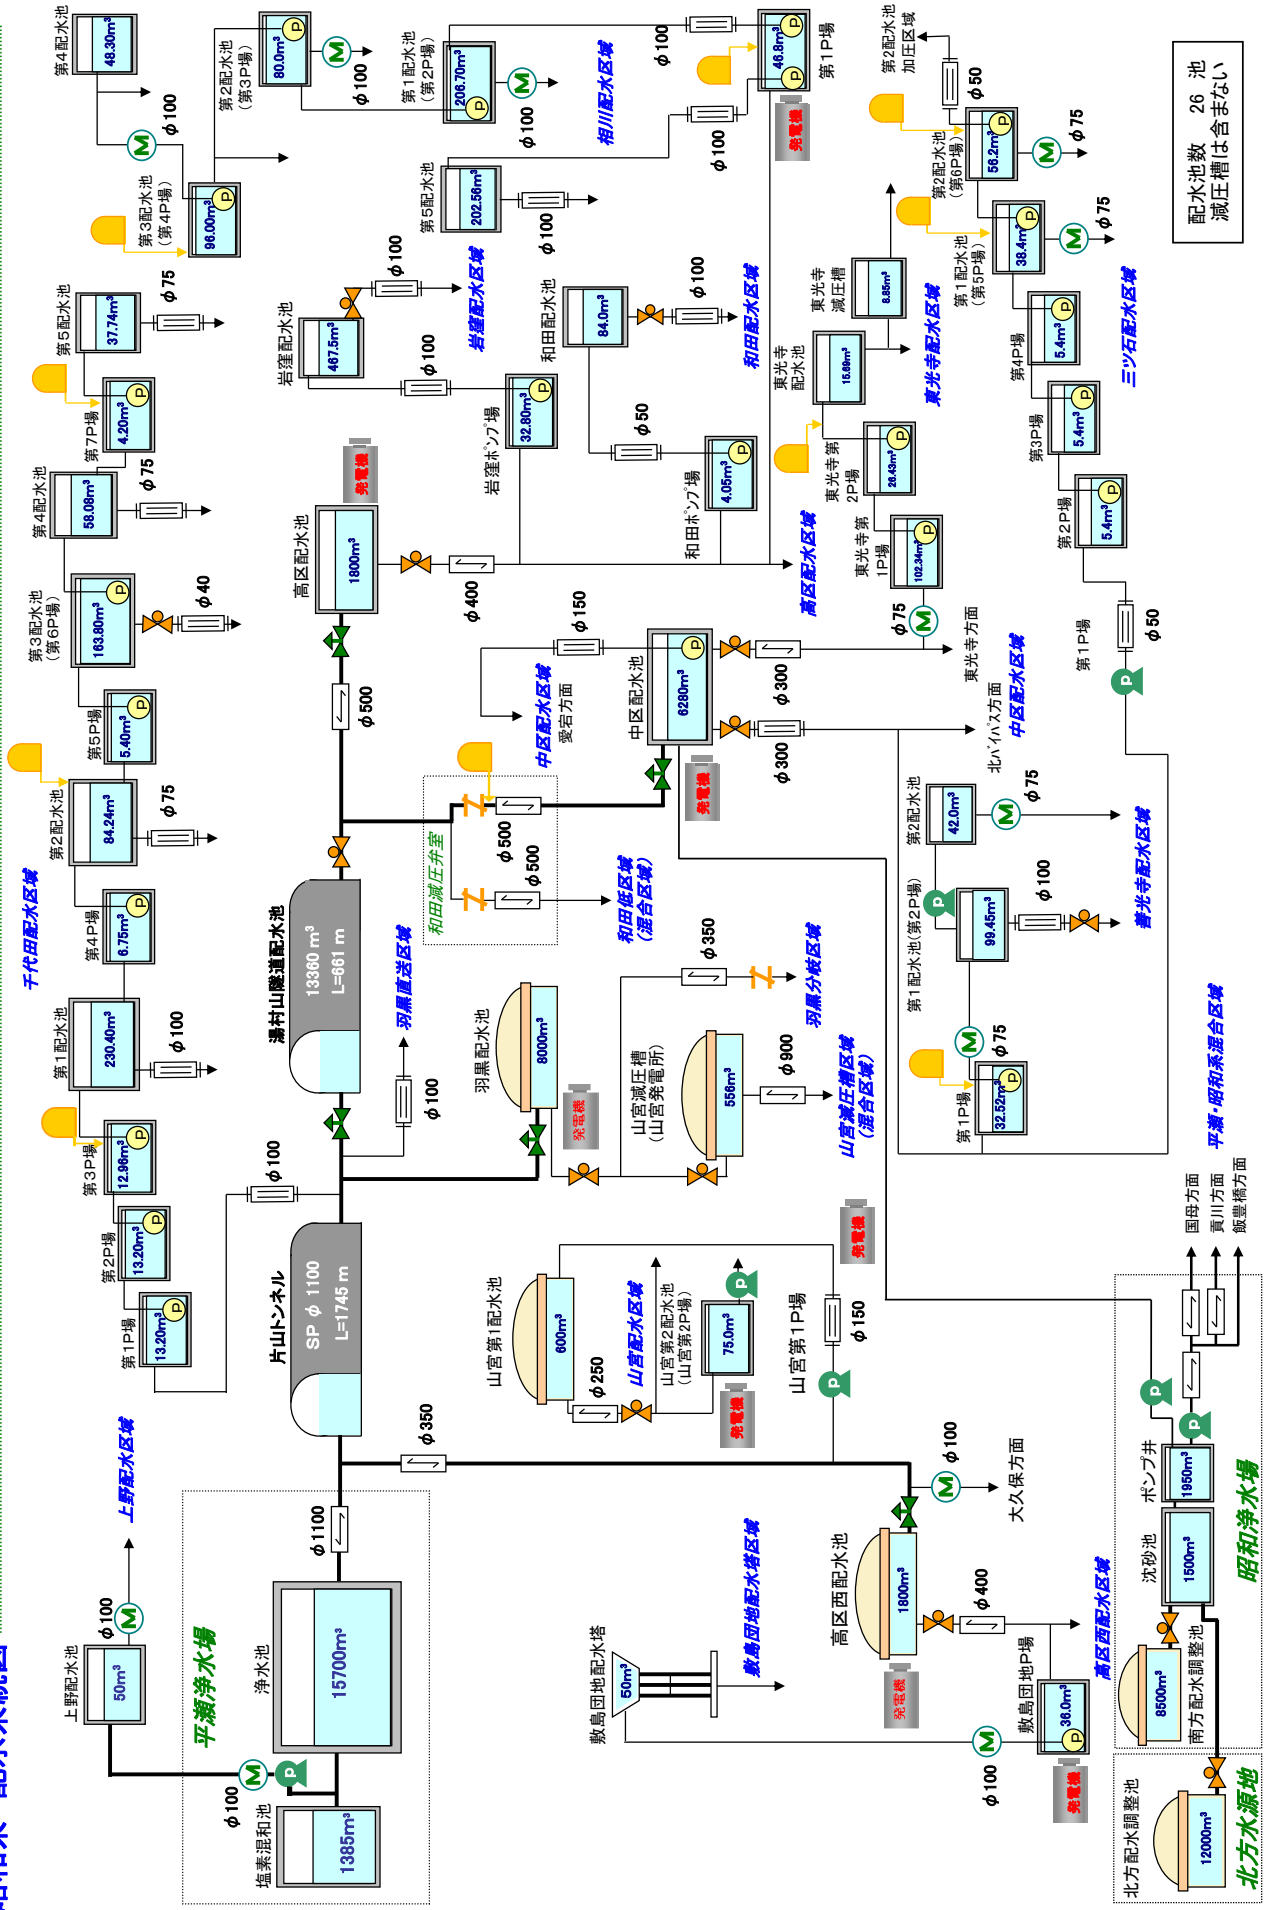 配水系統図
平瀬浄水場
塩素混和池
1385m³
浄水池
15700m³
φ1100
上野配水池
50m³
φ100
φ100
上野配水区域
片山トンネル
SP φ 1100
L=1745 m
湯村山隧道配水池
13360 m³
L=661 m
φ100
羽黒直送区域
φ100
千代田配水区域
第1P場
13.20m³
第2P場
13.20m³
第3P場
12.96m³
第1配水池
230.40m³
φ100
第4P場
6.75m³
第2配水池
84.24m³
φ75
第5P場
5.40m³
第3配水池
(第6P場)
163.80m³
φ40
第4配水池
58.08m³
φ75
第7P場
4.20m³
第5配水池
37.74m³
φ75
高区配水池
1800m³
発電機
φ500
φ400
高区配水区域
和田減圧弁室
φ500
φ500
和田低区域
(混合区域)
中区配水池
6280m³
発電機
φ150
中区配水区域
愛宕方面
φ300
φ300
東光寺方面
北バイパス方面
中区配水区域
岩窪ポンプ場
32.80m³
φ100
岩窪配水池
467.5m³
φ100
岩窪配水区域
和田ポンプ場
4.05m³
φ50
和田配水池
84.0m³
φ100
和田配水区域
第1P場
46.8m³
発電機
φ100
φ100
第5配水池
202.56m³
φ100
第1配水池
(第2P場)
206.70m³
φ100
相川配水区域
第2配水池
(第3P場)
80.0m³
φ100
第3配水池
(第4P場)
96.00m³
φ100
第4配水池
48.30m³
φ75
東光寺第
1P場
102.34m³
東光寺第
2P場
26.43m³
東光寺
配水池
15.69m³
東光寺
減圧槽
8.85m³
東光寺配水区域
第1P場
φ50
第2P場
5.4m³
第3P場
5.4m³
第4P場
5.4m³
第1配水池
(第5P場)
38.4m³
φ75
第2配水池
(第6P場)
56.2m³
φ75
φ50
第2配水池
加圧区域
三ツ石配水区域
配水池数 26 池
減圧槽は含まない
第1P場
32.52m³
φ75
第1配水池(第2P場)
99.45m³
φ100
第2配水池
42.0m³
φ75
善光寺配水区域
羽黒配水池
8000m³
発電機
φ350
羽黒分岐区域
山宮減圧槽
(山宮発電所)
556m³
φ900
山宮減圧槽区域
(混合区域)
山宮第1配水池
600m³
φ250
山宮配水区域
山宮第2配水池
(山宮第2P場)
75.0m³
発電機
山宮第1P場
φ150
発電機
φ350
高区西配水池
1800m³
発電機
φ100
大久保方面
φ400
高区西配水区域
敷島団地P場
36.0m³
発電機
φ100
敷島団地配水塔
50m³
敷島団地配水塔区域
北方水源地
北方配水調整池
12000m³
昭和浄水場
南方配水調整池
8500m³
沈砂池
1500m³
ポンプ井
1950m³
国母方面
貢川方面
飯豊橋方面
平瀬・昭和系混合区域